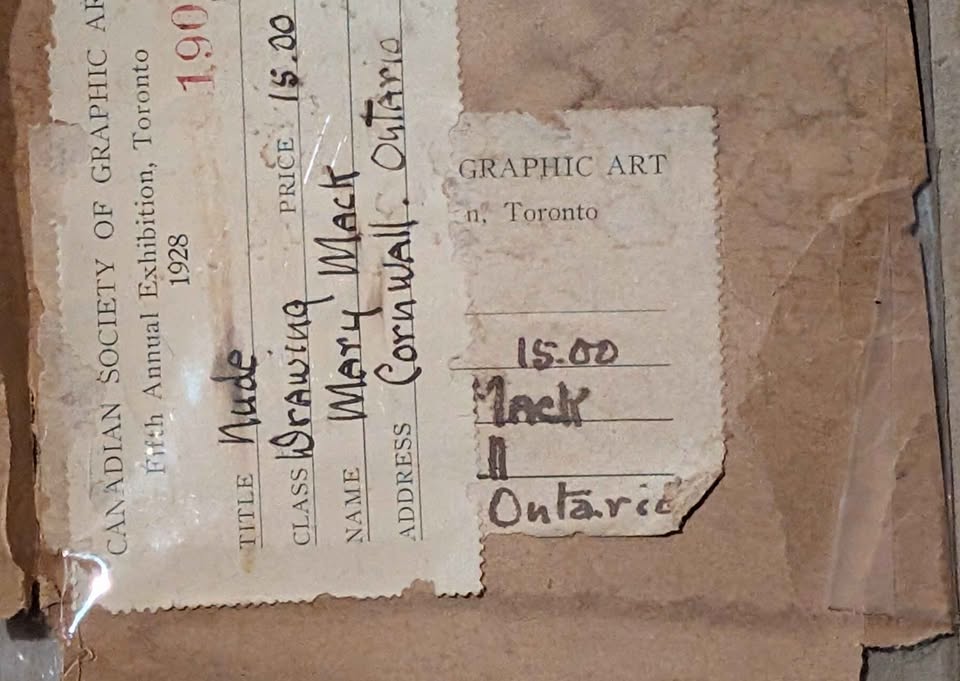 CANADIAN SOCIETY OF GRAPHIC AR
Fifth Annual Exhibition, Toronto
1928
190
TITLE Nude
CLASS Drawing PRICE 15.00
NAME Mary Mack
ADDRESS Cornwall. Ontario
GRAPHIC ART
n, Toronto
15.00
Mack
ll
Ontario